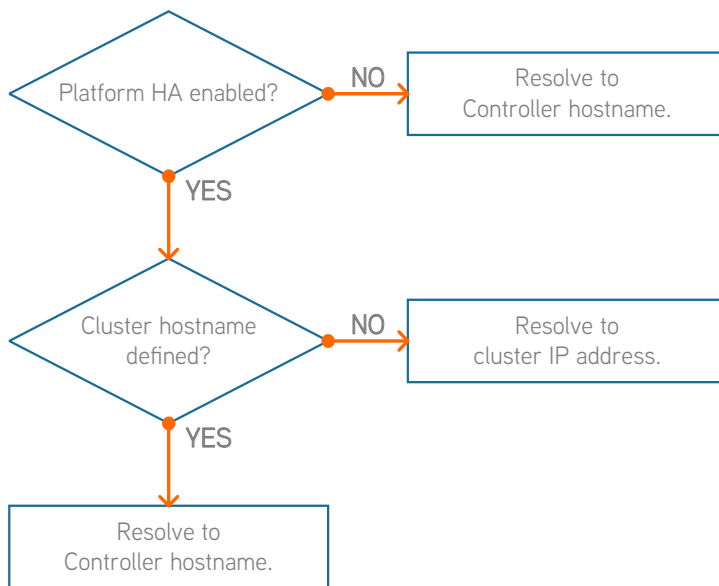 Platform HA enabled?
NO
Resolve to
Controller hostname.
YES
Cluster hostname
defined?
NO
Resolve to
cluster IP address.
YES
Resolve to
Controller hostname.